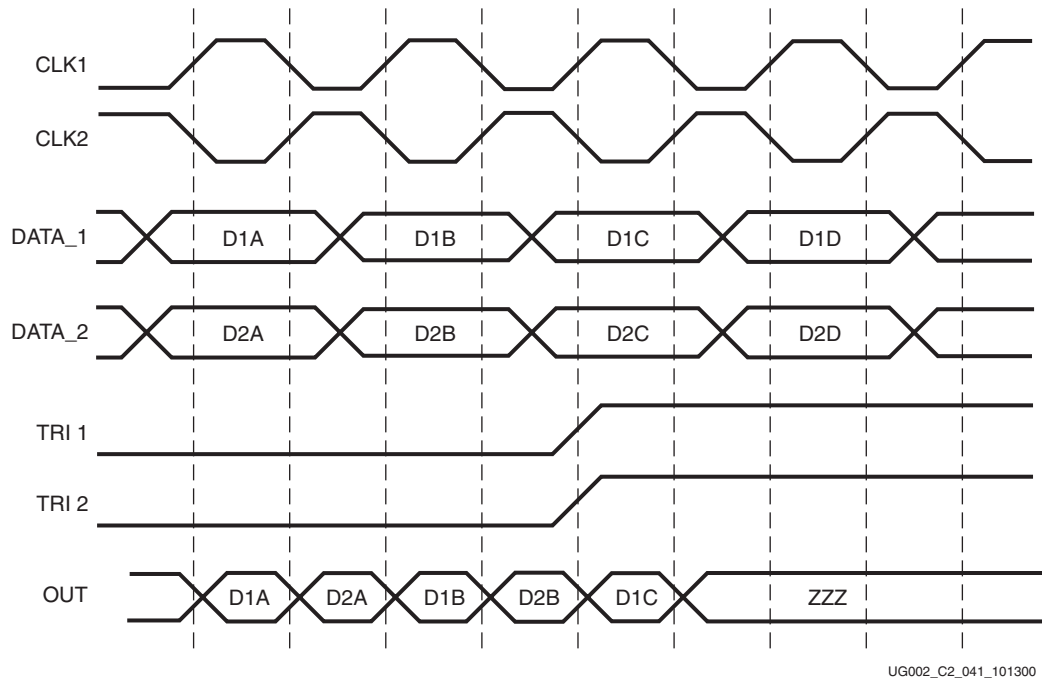 CLK1
CLK2
DATA_1 D1A D1B D1C D1D
DATA_2 D2A D2B D2C D2D
TRI 1
TRI 2
OUT D1A D2A D1B D2B D1C ZZZ
UG002_C2_041_101300